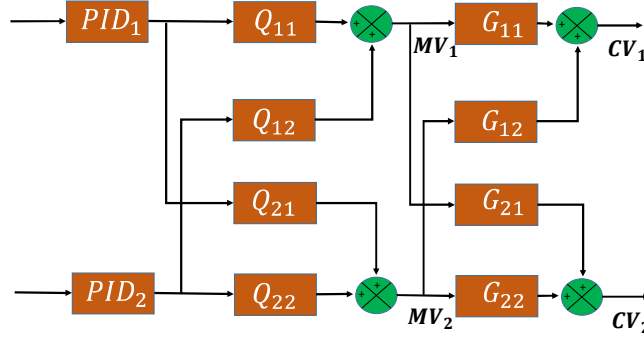 PID₁ Q₁₁ + + MV₁ G₁₁ + + CV₁
Q₁₂ G₁₂
Q₂₁ G₂₁
PID₂ Q₂₂ + + MV₂ G₂₂ + + CV₂